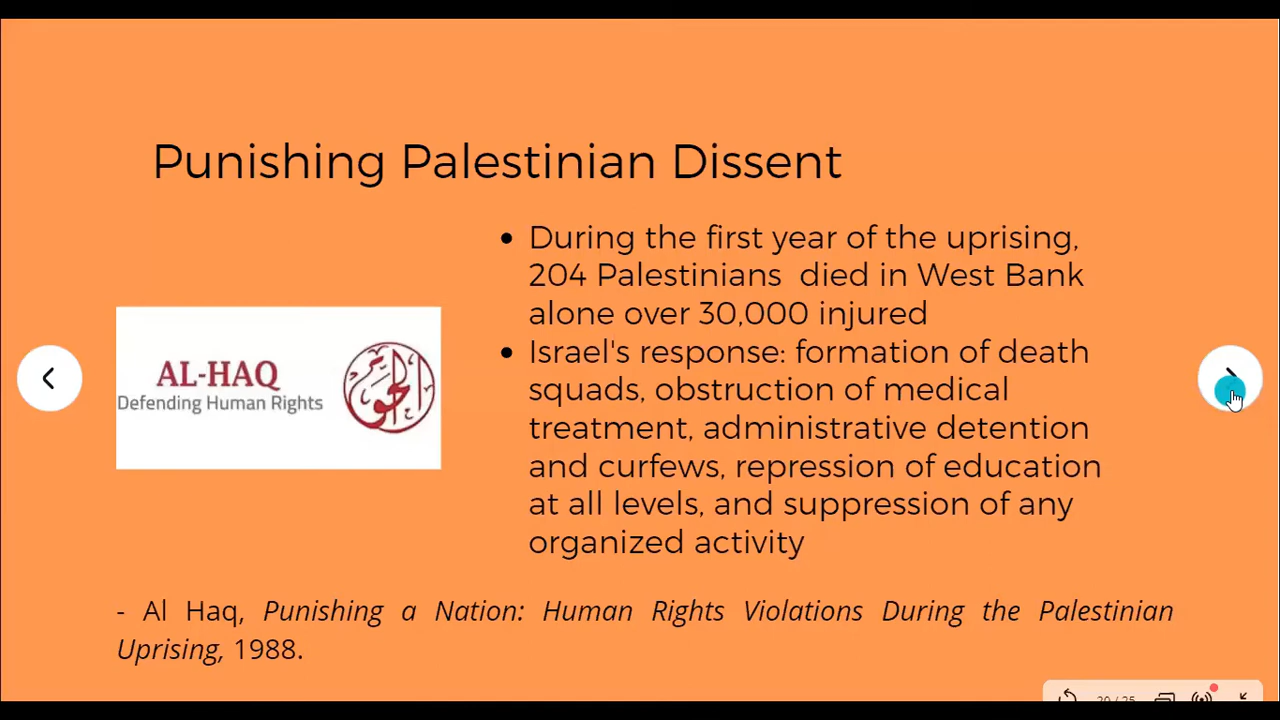 Punishing Palestinian Dissent
During the first year of the uprising,
204 Palestinians died in West Bank
alone over 30,000 injured
Israel's response: formation of death
squads, obstruction of medical
treatment, administrative detention
and curfews, repression of education
at all levels, and suppression of any
organized activity
AL-HAQ
Defending Human Rights
الحق
- Al Haq, Punishing a Nation: Human Rights Violations During the Palestinian
Uprising, 1988.
20 / 25